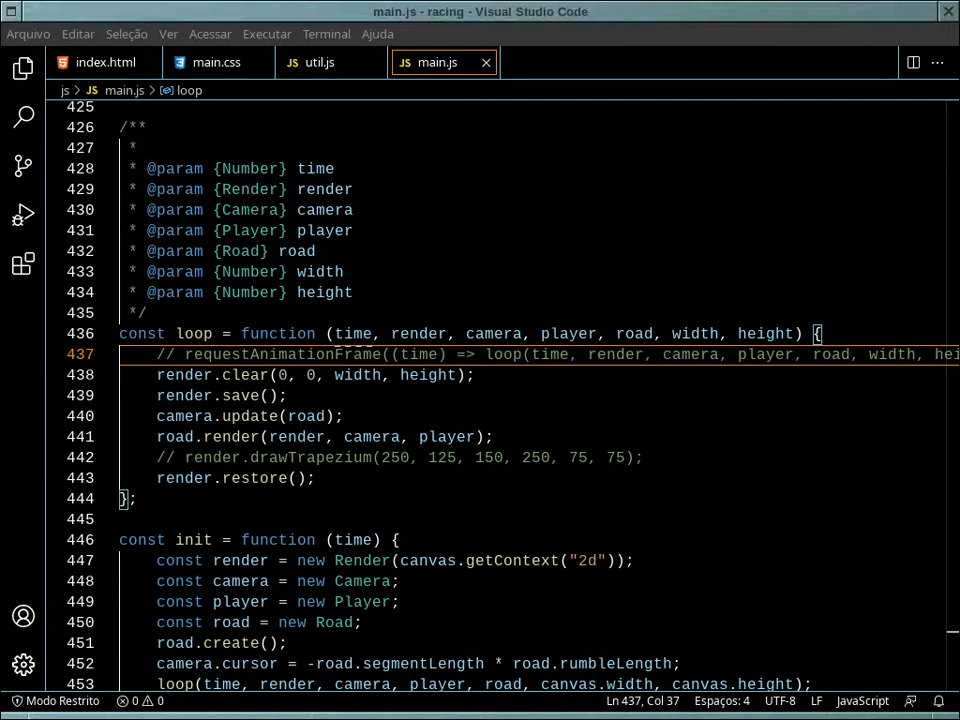 main.js - racing - Visual Studio Code
Arquivo Editar Seleção Ver Acessar Executar Terminal Ajuda
index.html main.css JS util.js JS main.js
js > JS main.js > loop
425
426 /**
427 *
428 * @param {Number} time
429 * @param {Render} render
430 * @param {Camera} camera
431 * @param {Player} player
432 * @param {Road} road
433 * @param {Number} width
434 * @param {Number} height
435 */
436 const loop = function (time, render, camera, player, road, width, height) {
437 // requestAnimationFrame((time) => loop(time, render, camera, player, road, width, hei
438 render.clear(0, 0, width, height);
439 render.save();
440 camera.update(road);
441 road.render(render, camera, player);
442 // render.drawTrapezium(250, 125, 150, 250, 75, 75);
443 render.restore();
444 };
445
446 const init = function (time) {
447 const render = new Render(canvas.getContext("2d"));
448 const camera = new Camera;
449 const player = new Player;
450 const road = new Road;
451 road.create();
452 camera.cursor = -road.segmentLength * road.rumbleLength;
453 loop(time, render, camera, player, road, canvas.width, canvas.height);
Modo Restrito 0 0 Ln 437, Col 37 Espaços: 4 UTF-8 LF JavaScript